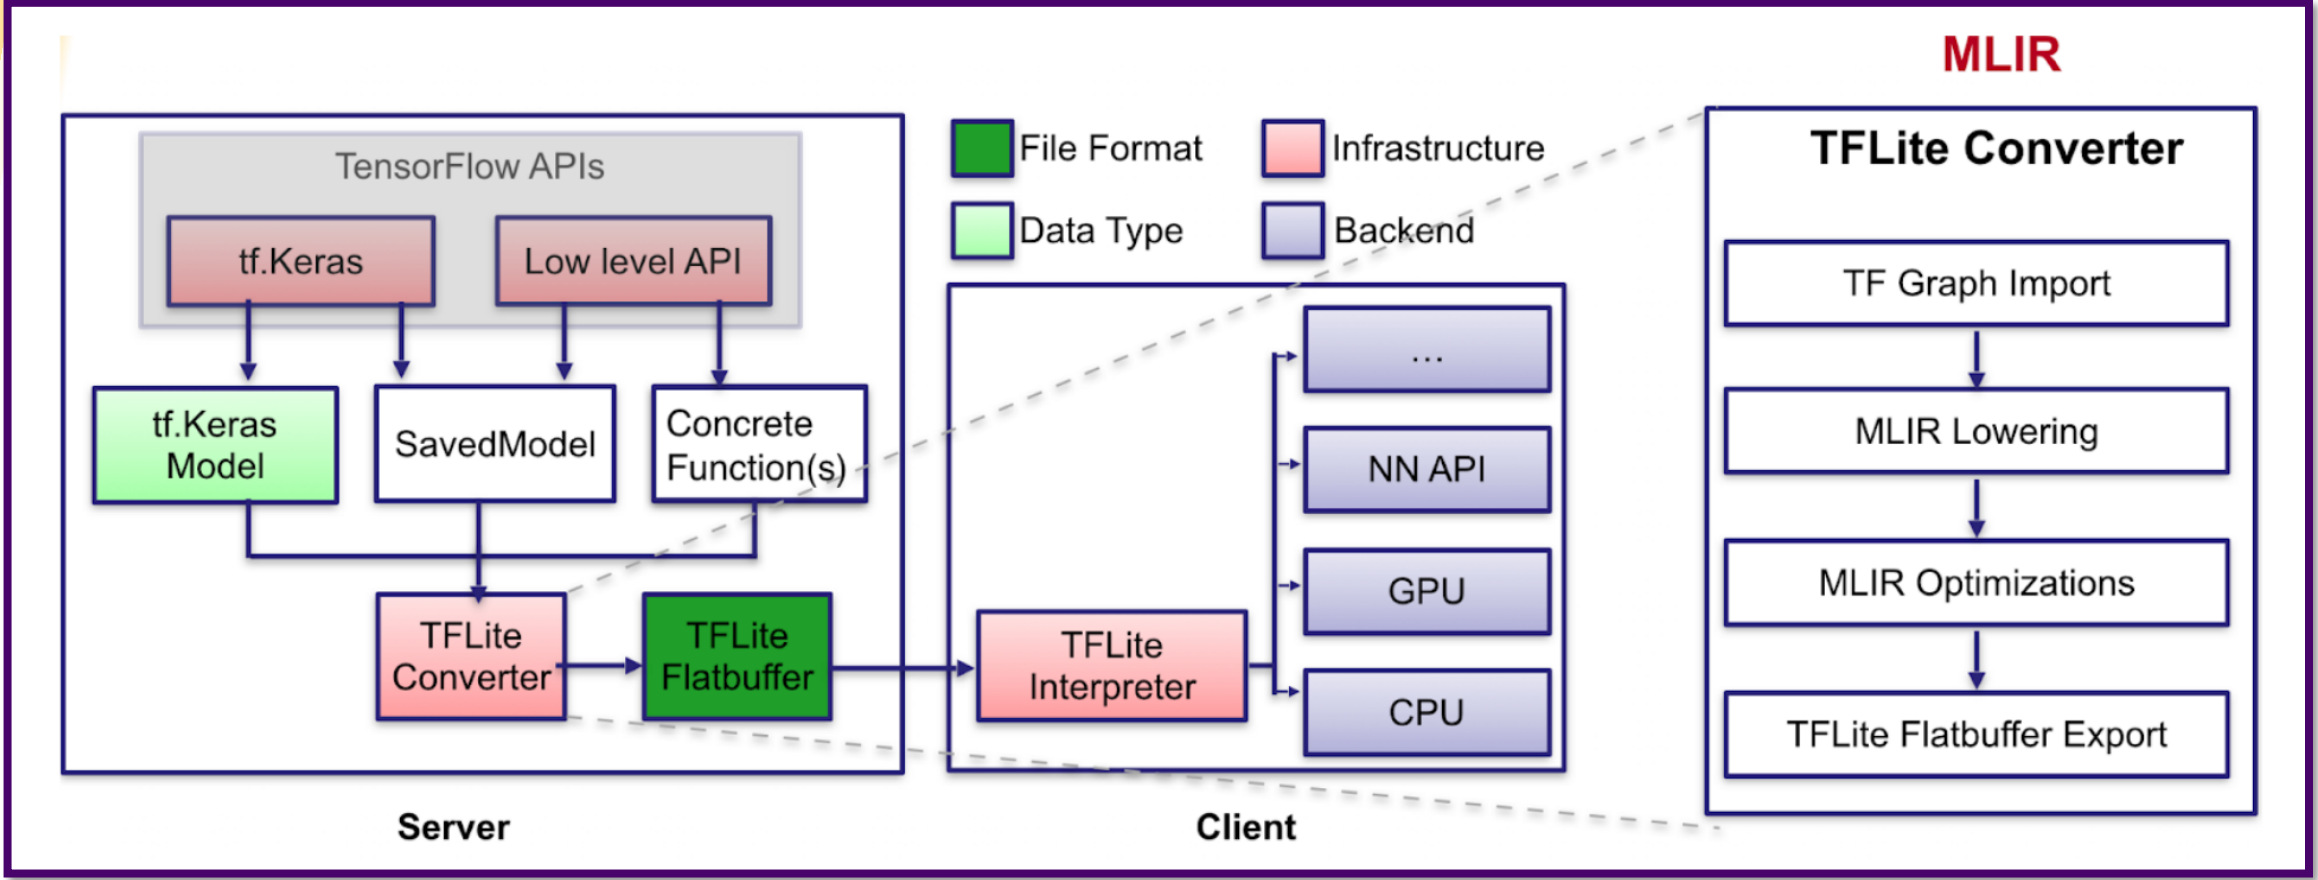 MLIR
TensorFlow APIs
tf.Keras
Low level API
tf.Keras
Model
SavedModel
Concrete
Function(s)
TFLite
Converter
TFLite
Flatbuffer
Server
File Format
Infrastructure
Data Type
Backend
...
NN API
GPU
CPU
TFLite
Interpreter
Client
TFLite Converter
TF Graph Import
MLIR Lowering
MLIR Optimizations
TFLite Flatbuffer Export